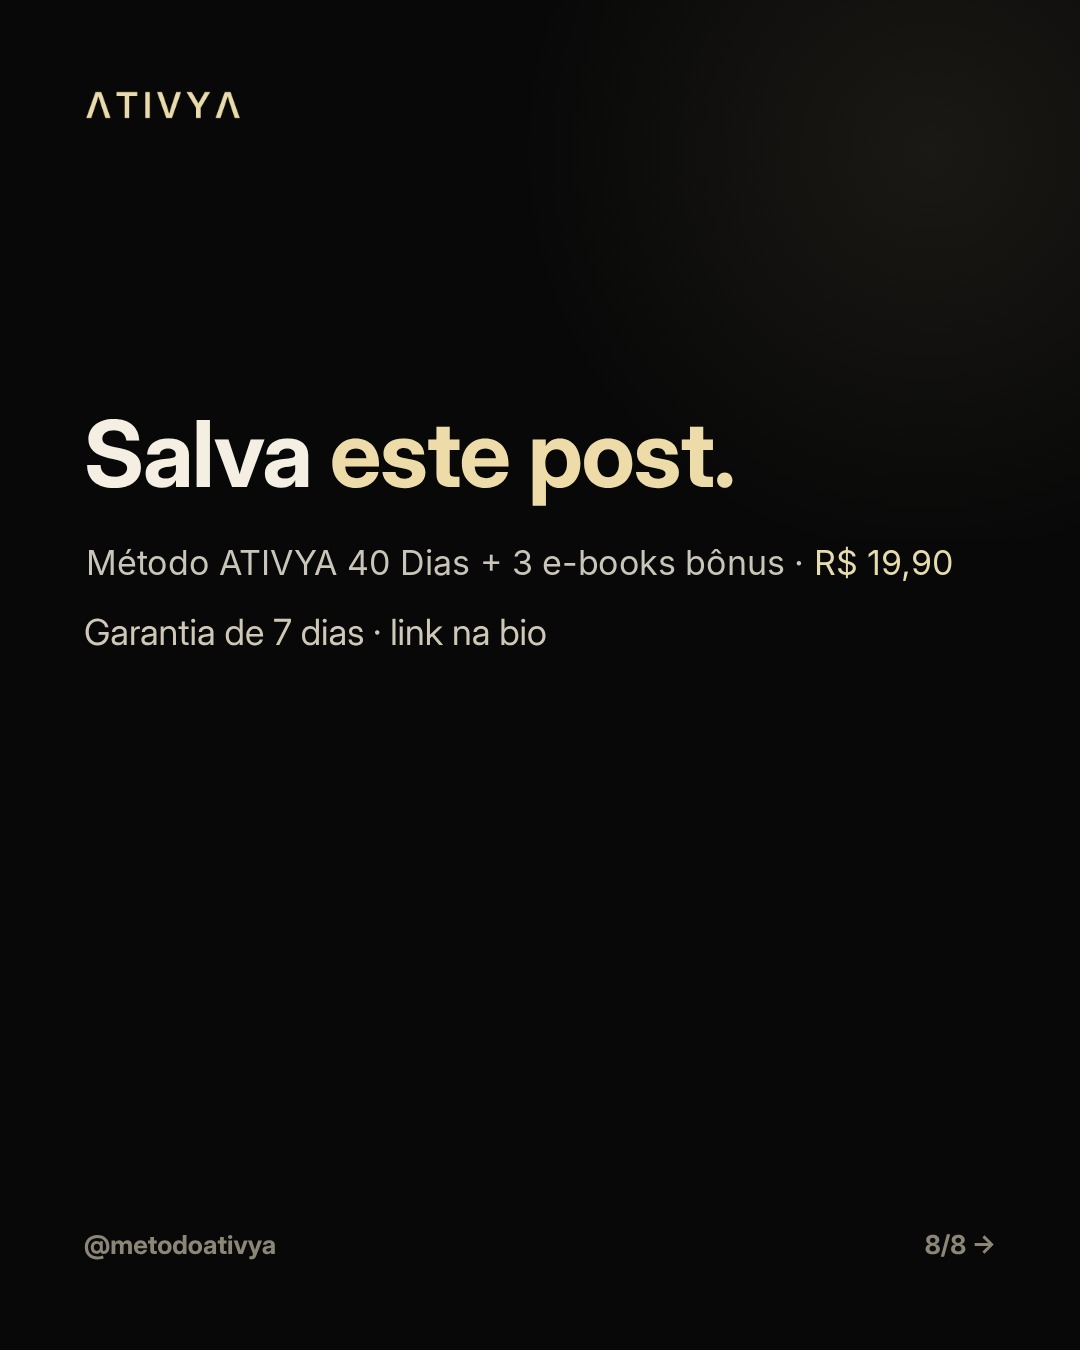 ATIVYA
Salva este post.
Método ATIVYA 40 Dias + 3 e-books bônus · R$ 19,90
Garantia de 7 dias · link na bio
@metodoativya
8/8 →